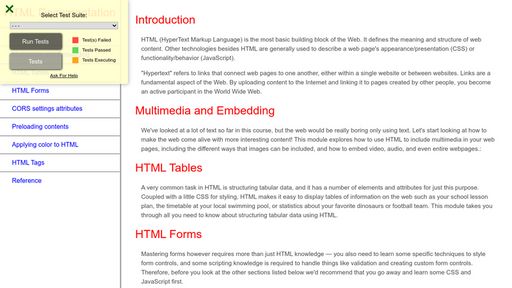 Select Test Suite:
- - -
Run Tests
Test(s) Failed
Tests Passed
Tests
Tests Executing
Ask For Help
HTML Forms
CORS settings attributes
Preloading contents
Applying color to HTML
HTML Tags
Reference
Introduction
HTML (HyperText Markup Language) is the most basic building block of the Web. It defines the meaning and structure of web
content. Other technologies besides HTML are generally used to describe a web page's appearance/presentation (CSS) or
functionality/behavior (JavaScript).
"Hypertext" refers to links that connect web pages to one another, either within a single website or between websites. Links are a
fundamental aspect of the Web. By uploading content to the Internet and linking it to pages created by other people, you become
an active participant in the World Wide Web.
Multimedia and Embedding
We've looked at a lot of text so far in this course, but the web would be really boring only using text. Let's start looking at how to
make the web come alive with more interesting content! This module explores how to use HTML to include multimedia in your web
pages, including the different ways that images can be included, and how to embed video, audio, and even entire webpages.:
HTML Tables
A very common task in HTML is structuring tabular data, and it has a number of elements and attributes for just this purpose.
Coupled with a little CSS for styling, HTML makes it easy to display tables of information on the web such as your school lesson
plan, the timetable at your local swimming pool, or statistics about your favorite dinosaurs or football team. This module takes you
through all you need to know about structuring tabular data using HTML.
HTML Forms
Mastering forms however requires more than just HTML knowledge — you also need to learn some specific techniques to style
form controls, and some scripting knowledge is required to handle things like validation and creating custom form controls.
Therefore, before you look at the other sections listed below we'd recommend that you go away and learn some CSS and
JavaScript first.